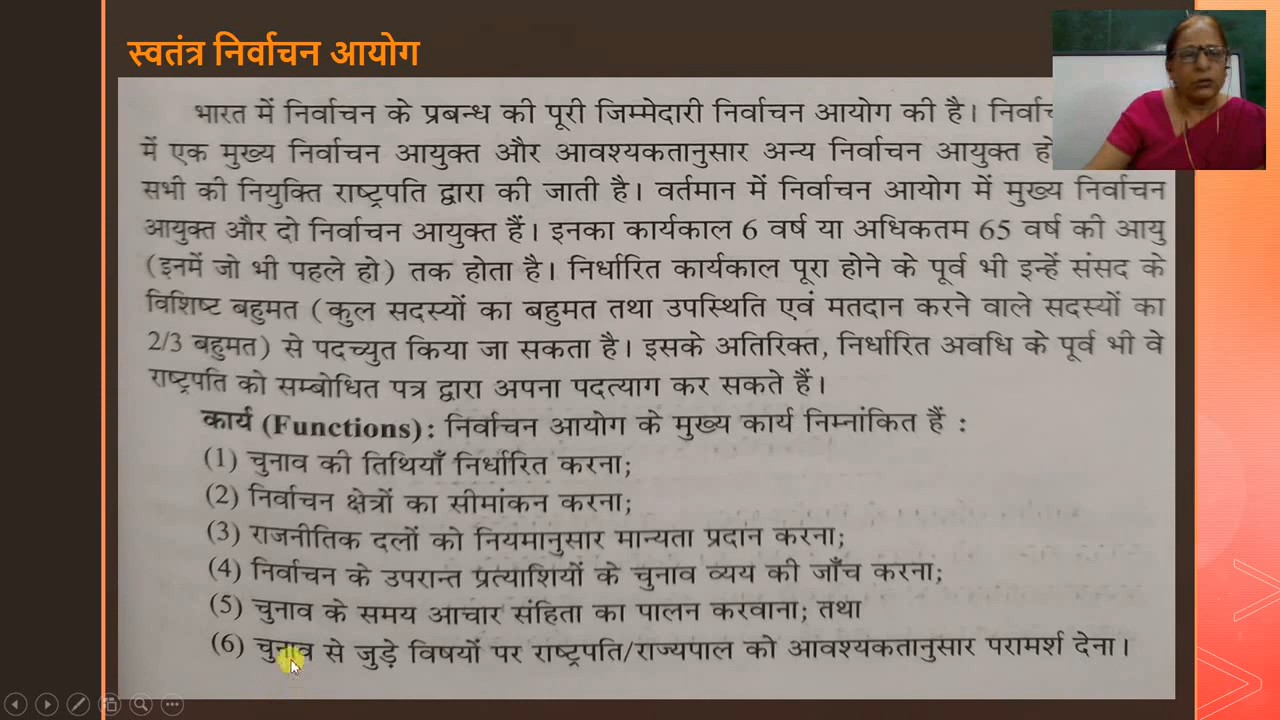 स्वतंत्र निर्वाचन आयोग
भारत में निर्वाचन के प्रबन्ध की पूरी जिम्मेदारी निर्वाचन आयोग की है।
में एक मुख्य निर्वाचन आयुक्त और आवश्यकतानुसार अन्य निर्वाचन आयुक्त
सभी की नियुक्ति राष्ट्रपति द्वारा की जाती है। वर्तमान में निर्वाचन आयोग में मुख्य निर्वाचन
आयुक्त और दो निर्वाचन आयुक्त हैं। इनका कार्यकाल 6 वर्ष या अधिकतम 65 वर्ष की आयु
(इनमें जो भी पहले हो) तक होता है। निर्धारित कार्यकाल पूरा होने के पूर्व भी इन्हें संसद के
विशिष्ट बहुमत (कुल सदस्यों का बहुमत तथा उपस्थिति एवं मतदान करने वाले सदस्यों का
2/3 बहुमत) से पदच्युत किया जा सकता है। इसके अतिरिक्त, निर्धारित अवधि के पूर्व भी वे
राष्ट्रपति को सम्बोधित पत्र द्वारा अपना पदत्याग कर सकते हैं।
कार्य (Functions) : निर्वाचन आयोग के मुख्य कार्य निम्नांकित हैं :
(1) चुनाव की तिथियाँ निर्धारित करना;
(2) निर्वाचन क्षेत्रों का सीमांकन करना;
(3) राजनीतिक दलों को नियमानुसार मान्यता प्रदान करना;
(4) निर्वाचन के उपरान्त प्रत्याशियों के चुनाव व्यय की जाँच करना;
(5) चुनाव के समय आचार संहिता का पालन करवाना; तथा
(6) चुनाव से जुड़े विषयों पर राष्ट्रपति/राज्यपाल को आवश्यकतानुसार परामर्श देना।